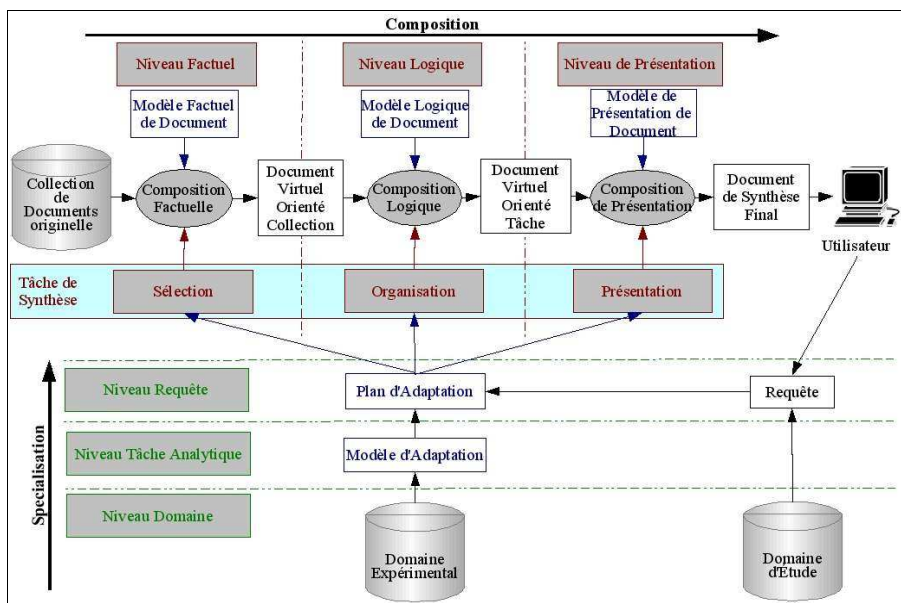 Composition
Niveau Factuel
Niveau Logique
Niveau de Présentation
Modèle Factuel
de Document
Modèle Logique
de Document
Modèle de
Présentation de
Document
Collection
de
Documents
originelle
Composition
Factuelle
Document
Virtuel
Orienté
Collection
Composition
Logique
Document
Virtuel
Orienté
Tâche
Composition
de Présentation
Document
de Synthèse
Final
Utilisateur
Tâche de
Synthèse
Sélection
Organisation
Présentation
Specialisation
Niveau Requête
Plan d'Adaptation
Requête
Niveau Tâche Analytique
Modèle d'Adaptation
Niveau Domaine
Domaine
Expérimental
Domaine
d'Etude